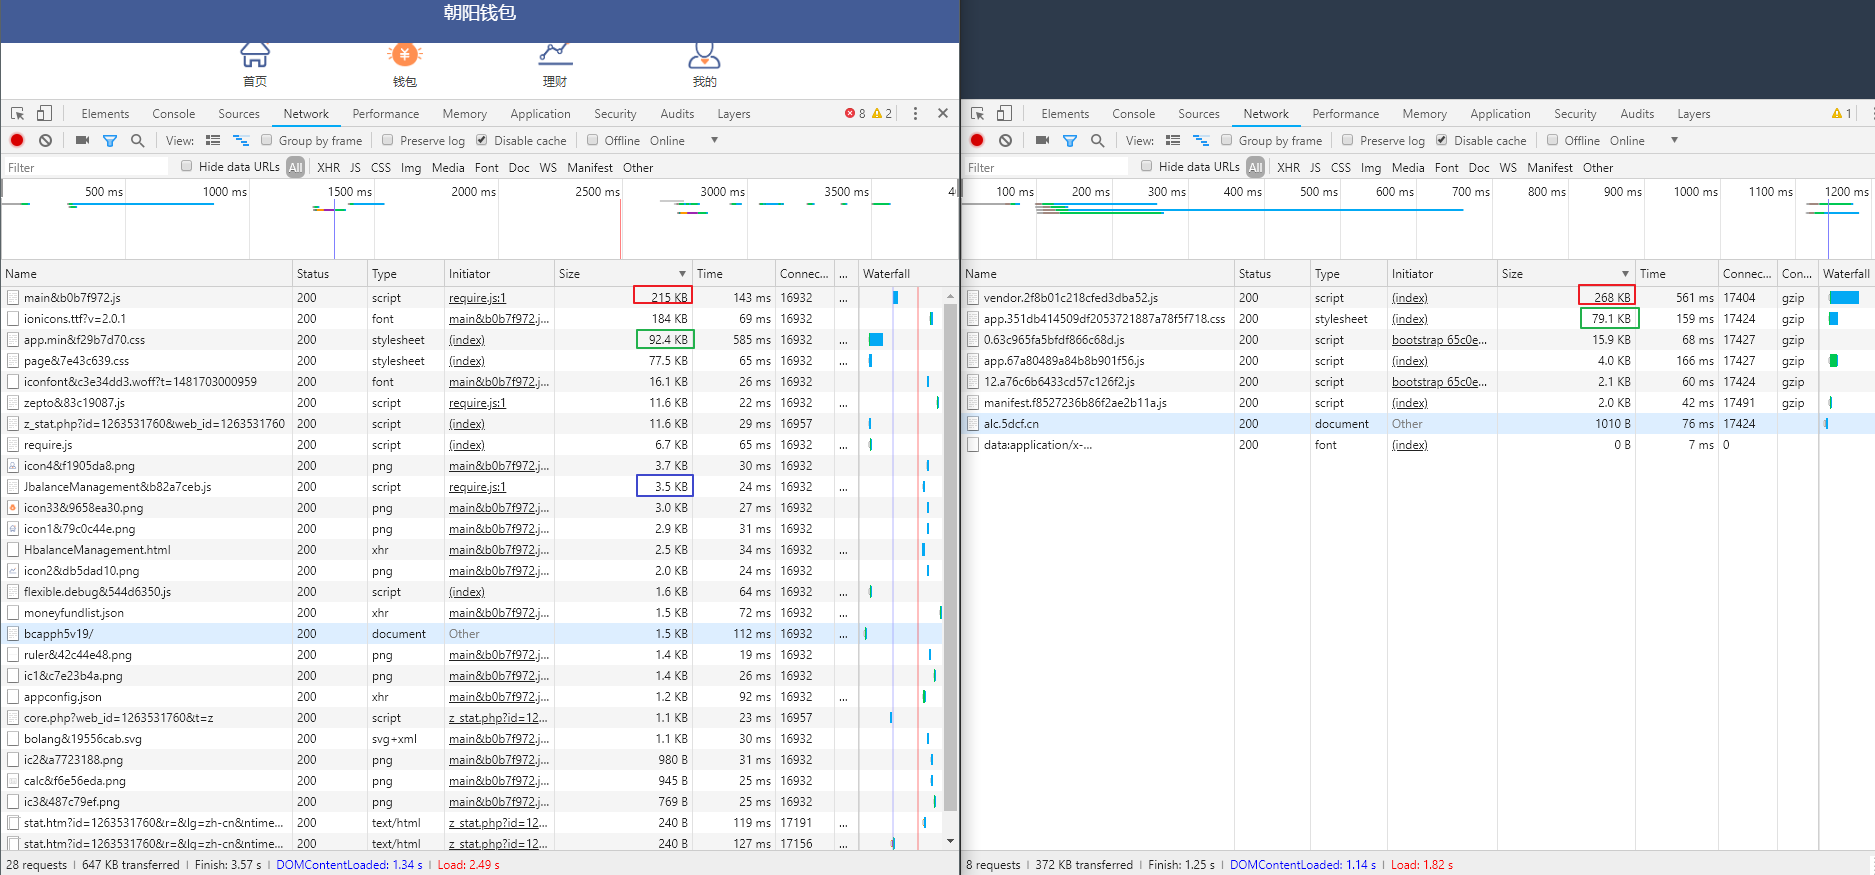 朝阳钱包
首页 钱包 理财 我的
Elements Console Sources Network Performance Memory Application Security Audits Layers 8 2
View: Group by frame Preserve log Disable cache Offline Online
Filter Hide data URLs All XHR JS CSS Img Media Font Doc WS Manifest Other
500 ms 1000 ms 1500 ms 2000 ms 2500 ms 3000 ms 3500 ms
Name Status Type Initiator Size Time Connec... ... Waterfall
main&b0b7f972.js 200 script require.js:1 215 KB 143 ms 16932 ...
ionicons.ttf?v=2.0.1 200 font main&b0b7f972.j... 184 KB 69 ms 16932
app.min&f29b7d70.css 200 stylesheet (index) 92.4 KB 585 ms 16932 ...
page&7e43c639.css 200 stylesheet (index) 77.5 KB 65 ms 16932 ...
iconfont&c3e34dd3.woff?t=1481703000959 200 font main&b0b7f972.j... 16.1 KB 26 ms 16932
zepto&83c19087.js 200 script require.js:1 11.6 KB 22 ms 16932 ...
z_stat.php?id=1263531760&web_id=1263531760 200 script (index) 11.6 KB 29 ms 16957 ...
require.js 200 script (index) 6.7 KB 65 ms 16932 ...
icon4&f1905da8.png 200 png main&b0b7f972.j... 3.7 KB 30 ms 16932
JbalanceManagement&b82a7ceb.js 200 script require.js:1 3.5 KB 24 ms 16932 ...
icon33&9658ea30.png 200 png main&b0b7f972.j... 3.0 KB 27 ms 16932
icon1&79c0c44e.png 200 png main&b0b7f972.j... 2.9 KB 31 ms 16932
HbalanceManagement.html 200 xhr main&b0b7f972.j... 2.5 KB 34 ms 16932 ...
icon2&db5dad10.png 200 png main&b0b7f972.j... 2.0 KB 24 ms 16932
flexible.debug&544d6350.js 200 script (index) 1.6 KB 64 ms 16932 ...
moneyfundlist.json 200 xhr main&b0b7f972.j... 1.5 KB 72 ms 16932 ...
bcapph5v19/ 200 document Other 1.5 KB 112 ms 16932 ...
ruler&42c44e48.png 200 png main&b0b7f972.j... 1.4 KB 19 ms 16932
ic1&c7e23b4a.png 200 png main&b0b7f972.j... 1.4 KB 26 ms 16932
appconfig.json 200 xhr main&b0b7f972.j... 1.2 KB 92 ms 16932 ...
core.php?web_id=1263531760&t=z 200 script z_stat.php?id=12... 1.1 KB 23 ms 16957
bolang&19556cab.svg 200 svg+xml main&b0b7f972.j... 1.1 KB 30 ms 16932
ic2&a7723188.png 200 png main&b0b7f972.j... 980 B 31 ms 16932
calc&f6e56eda.png 200 png main&b0b7f972.j... 945 B 25 ms 16932
ic3&487c79ef.png 200 png main&b0b7f972.j... 769 B 25 ms 16932
stat.htm?id=1263531760&r=&lg=zh-cn&ntime... 200 text/html z_stat.php?id=12... 240 B 119 ms 17191 ...
stat.htm?id=1263531760&r=&lg=zh-cn&ntime... 200 text/html z_stat.php?id=12... 240 B 127 ms 17156 ...
28 requests | 647 KB transferred | Finish: 3.57 s | DOMContentLoaded: 1.34 s | Load: 2.49 s
Elements Console Sources Network Performance Memory Application Security Audits Layers 1
View: Group by frame Preserve log Disable cache Offline Online
Filter Hide data URLs All XHR JS CSS Img Media Font Doc WS Manifest Other
100 ms 200 ms 300 ms 400 ms 500 ms 600 ms 700 ms 800 ms 900 ms 1000 ms 1100 ms 1200 ms
Name Status Type Initiator Size Time Connec... Con... Waterfall
vendor.2f8b01c218cfed3dba52.js 200 script (index) 268 KB 561 ms 17404 gzip
app.351db414509df2053721887a78f5f718.css 200 stylesheet (index) 79.1 KB 159 ms 17424 gzip
0.63c965fa5bfdf866c68d.js 200 script bootstrap 65c0e... 15.9 KB 68 ms 17427 gzip
app.67a80489a84b8b901f56.js 200 script (index) 4.0 KB 166 ms 17427 gzip
12.a76c6b6433cd57c126f2.js 200 script bootstrap 65c0e... 2.1 KB 60 ms 17424 gzip
manifest.f8527236b86f2ae2b11a.js 200 script (index) 2.0 KB 42 ms 17491 gzip
alc.5dcf.cn 200 document Other 1010 B 76 ms 17424
data:application/x-... 200 font (index) 0 B 7 ms 0
8 requests | 372 KB transferred | Finish: 1.25 s | DOMContentLoaded: 1.14 s | Load: 1.82 s